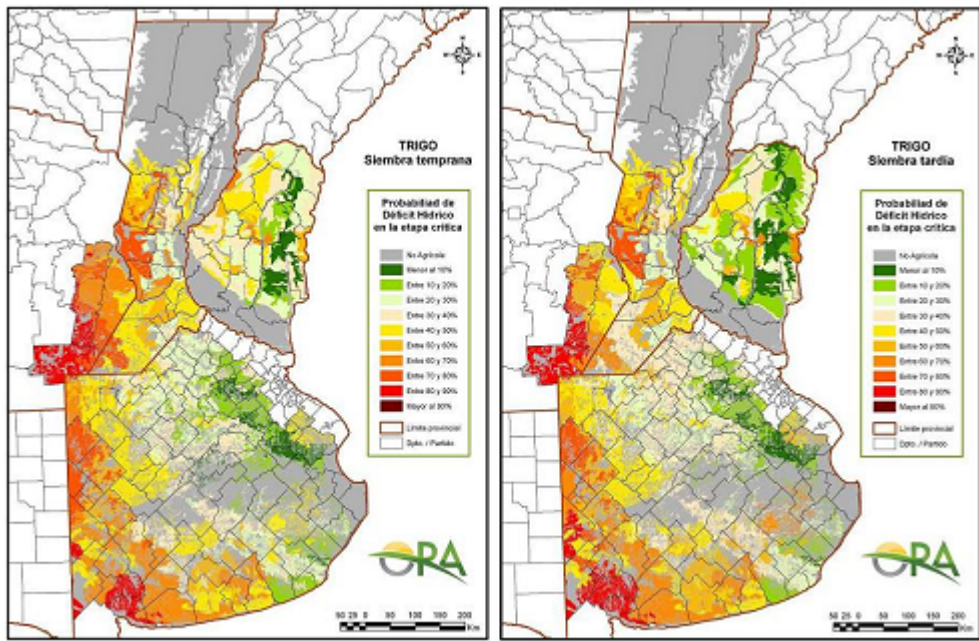 TRIGO
Siembra temprana
Probabiliad de
Déficit Hídrico
en la etapa crítica
No Agrícola
Menor al 10%
Entre 10 y 20%
Entre 20 y 30%
Entre 30 y 40%
Entre 40 y 50%
Entre 50 y 60%
Entre 60 y 70%
Entre 70 y 80%
Entre 80 y 90%
Mayor al 90%
Límite provincial
Dpto. / Partido
ORA
50 25 0 50 100 150 200
Km
TRIGO
Siembra tardía
Probabiliad de
Déficit Hídrico
en la etapa crítica
No Agrícola
Menor al 10%
Entre 10 y 20%
Entre 20 y 30%
Entre 30 y 40%
Entre 40 y 50%
Entre 50 y 60%
Entre 60 y 70%
Entre 70 y 80%
Entre 80 y 90%
Mayor al 90%
Límite provincial
Dpto. / Partido
ORA
50 25 0 50 100 150 200
Km